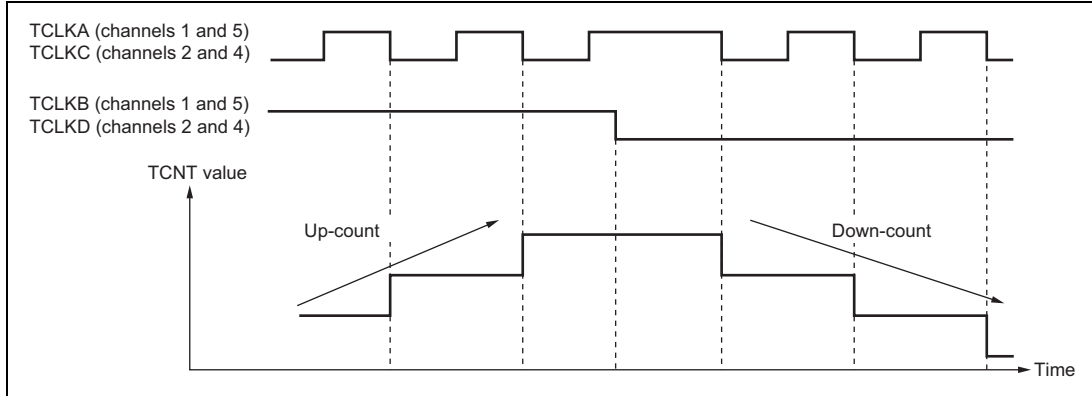 TCLKA (channels 1 and 5)
TCLKC (channels 2 and 4)
TCLKB (channels 1 and 5)
TCLKD (channels 2 and 4)
TCNT value
Up-count
Down-count
Time